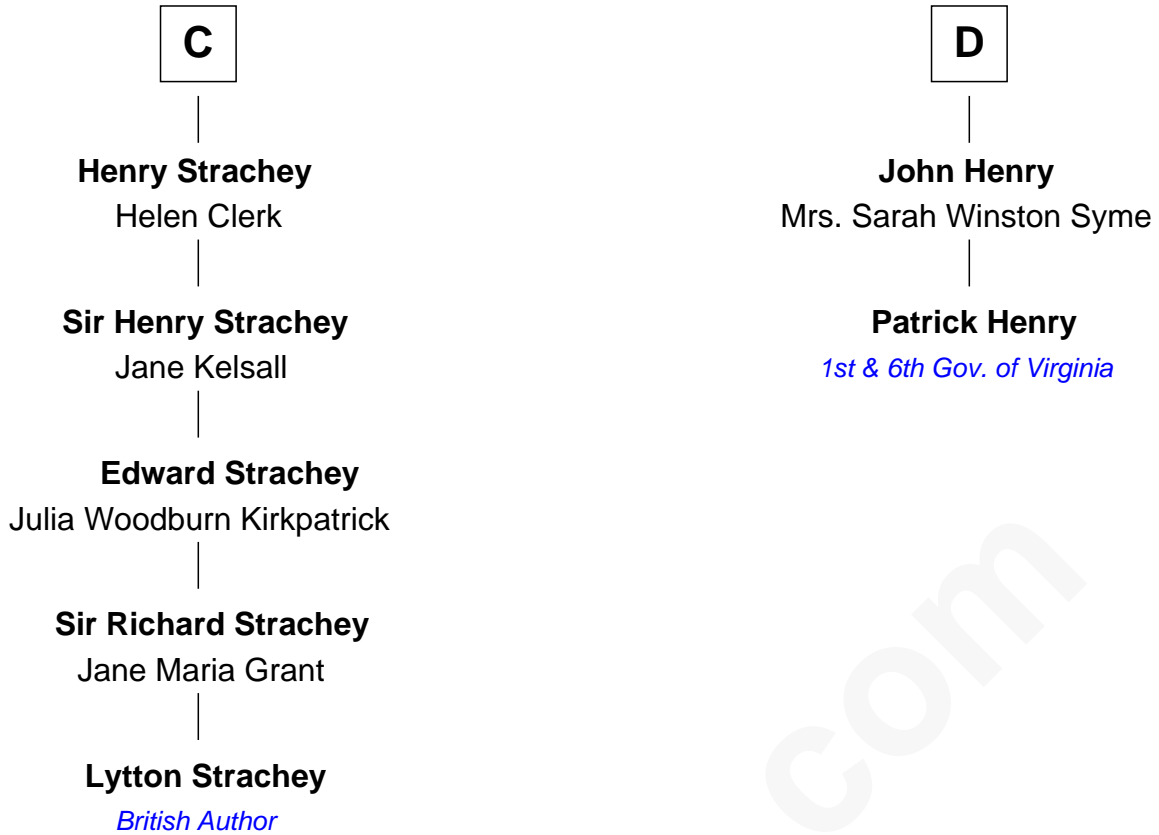 C
Henry Strachey
Helen Clerk
Sir Henry Strachey
Jane Kelsall
Edward Strachey
Julia Woodburn Kirkpatrick
Sir Richard Strachey
Jane Maria Grant
Lytton Strachey
British Author
D
John Henry
Mrs. Sarah Winston Syme
Patrick Henry
1st & 6th Gov. of Virginia
com